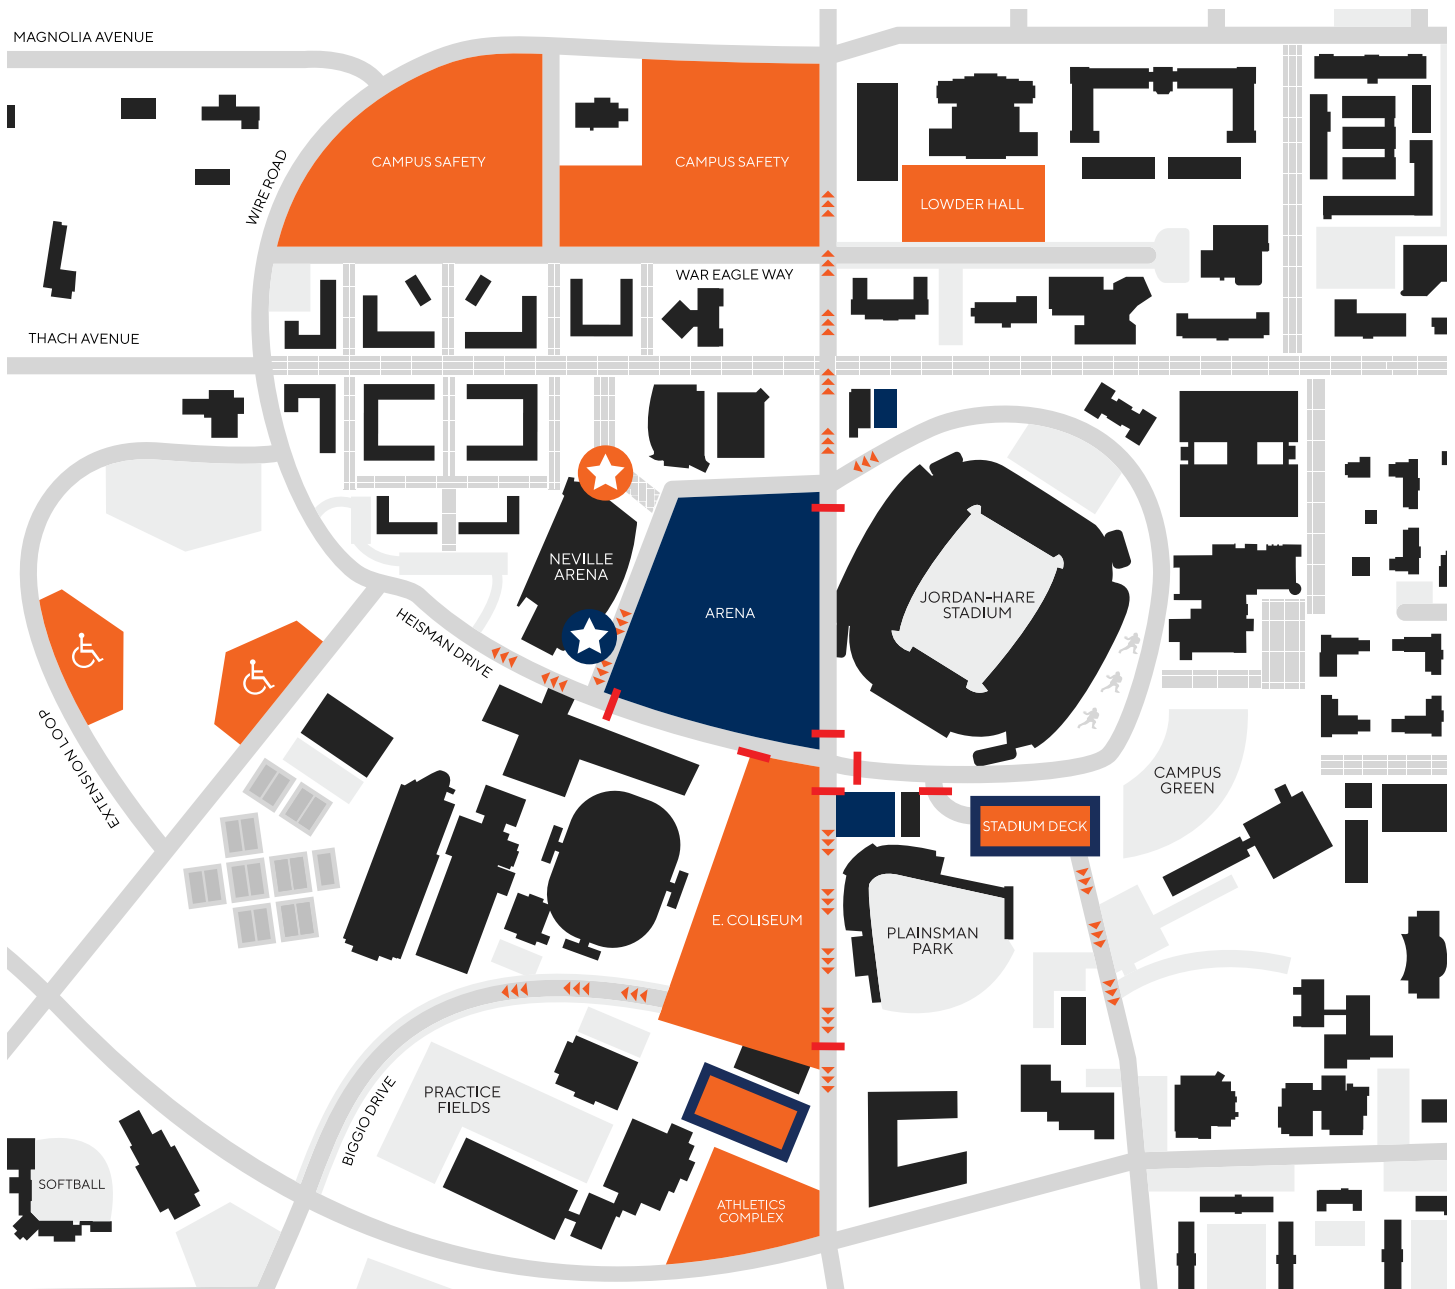 MAGNOLIA AVENUE
CAMPUS SAFETY
CAMPUS SAFETY
WIRE ROAD
LOWDER HALL
WAR EAGLE WAY
THACH AVENUE
NEVILLE
ARENA
ARENA
JORDAN-HARE
STADIUM
HEISMAN DRIVE
EXTENSION LOOP
CAMPUS
GREEN
STADIUM DECK
E. COLISEUM
PLAINSMAN
PARK
PRACTICE
FIELDS
BIGGIO DRIVE
SOFTBALL
ATHLETICS
COMPLEX